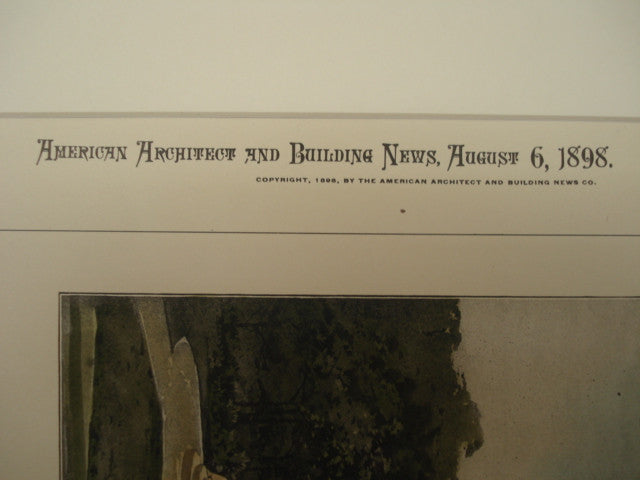 American Architect and Building News, August 6, 1898.
COPYRIGHT, 1898, BY THE AMERICAN ARCHITECT AND BUILDING NEWS CO.